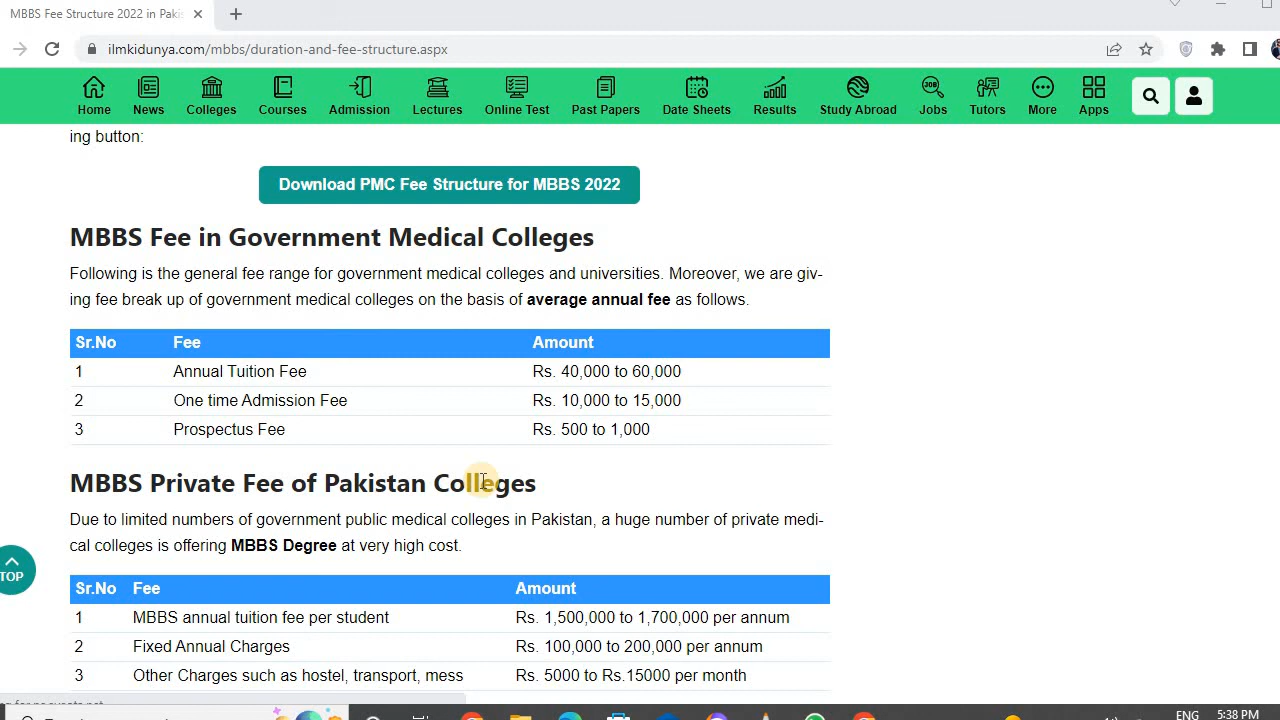 MBBS Fee Structure 2022 in Paki
ilmkidunya.com/mbbs/duration-and-fee-structure.aspx
Home News Colleges Courses Admission Lectures Online Test Past Papers Date Sheets Results Study Abroad JOB Jobs Tutors More Apps
ing button:
Download PMC Fee Structure for MBBS 2022
MBBS Fee in Government Medical Colleges
Following is the general fee range for government medical colleges and universities. Moreover, we are giv-
ing fee break up of government medical colleges on the basis of average annual fee as follows.
Sr.No Fee Amount
1 Annual Tuition Fee Rs. 40,000 to 60,000
2 One time Admission Fee Rs. 10,000 to 15,000
3 Prospectus Fee Rs. 500 to 1,000
MBBS Private Fee of Pakistan Colleges
Due to limited numbers of government public medical colleges in Pakistan, a huge number of private medi-
cal colleges is offering MBBS Degree at very high cost.
TOP
Sr.No Fee Amount
1 MBBS annual tuition fee per student Rs. 1,500,000 to 1,700,000 per annum
2 Fixed Annual Charges Rs. 100,000 to 200,000 per annum
3 Other Charges such as hostel, transport, mess Rs. 5000 to Rs.15000 per month
ENG 5:38 PM